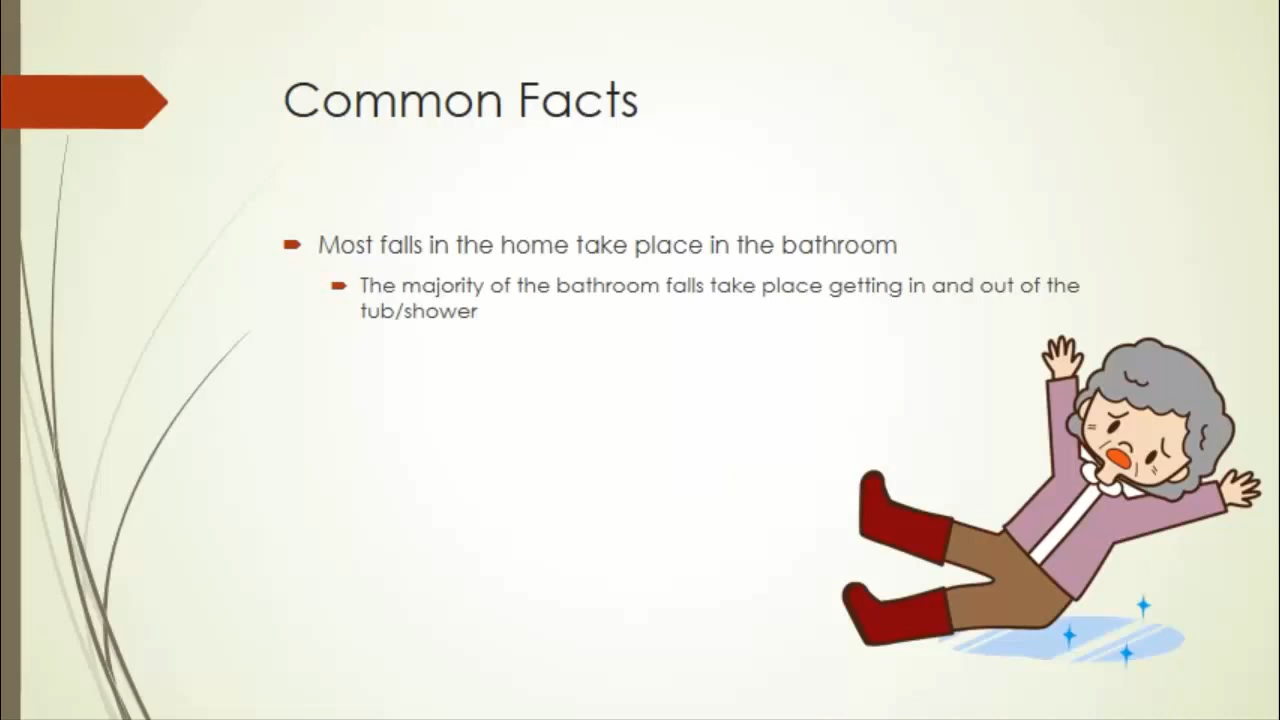 Common Facts
Most falls in the home take place in the bathroom
The majority of the bathroom falls take place getting in and out of the
tub/shower